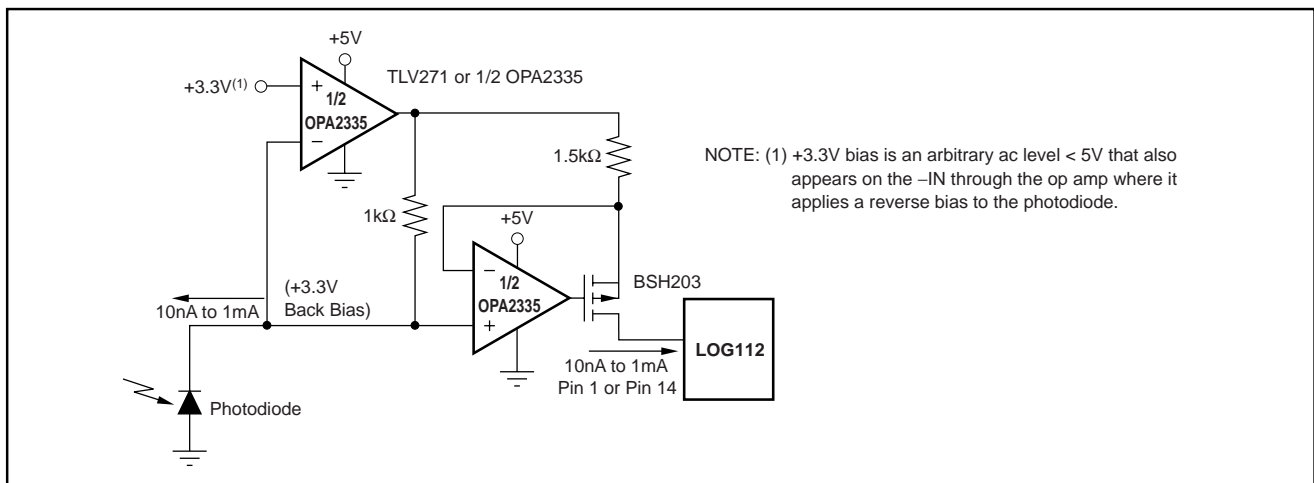 +5V
TLV271 or 1/2 OPA2335
+3.3V(1)
+
1/2
OPA2335
−
1.5kΩ
NOTE: (1) +3.3V bias is an arbitrary ac level < 5V that also
appears on the −IN through the op amp where it
applies a reverse bias to the photodiode.
1kΩ
+5V
−
1/2
OPA2335
+
BSH203
(+3.3V
Back Bias)
10nA to 1mA
LOG112
10nA to 1mA
Pin 1 or Pin 14
Photodiode